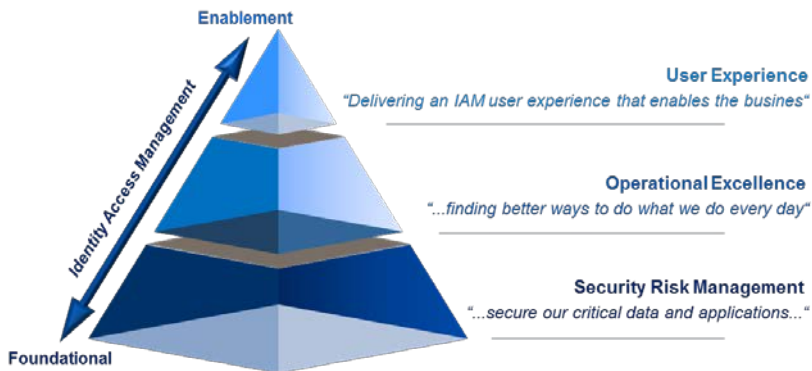 Enablement
Identity Access Management
Foundational
User Experience
“Delivering an IAM user experience that enables the busines“
Operational Excellence
“...finding better ways to do what we do every day“
Security Risk Management
“...secure our critical data and applications...“